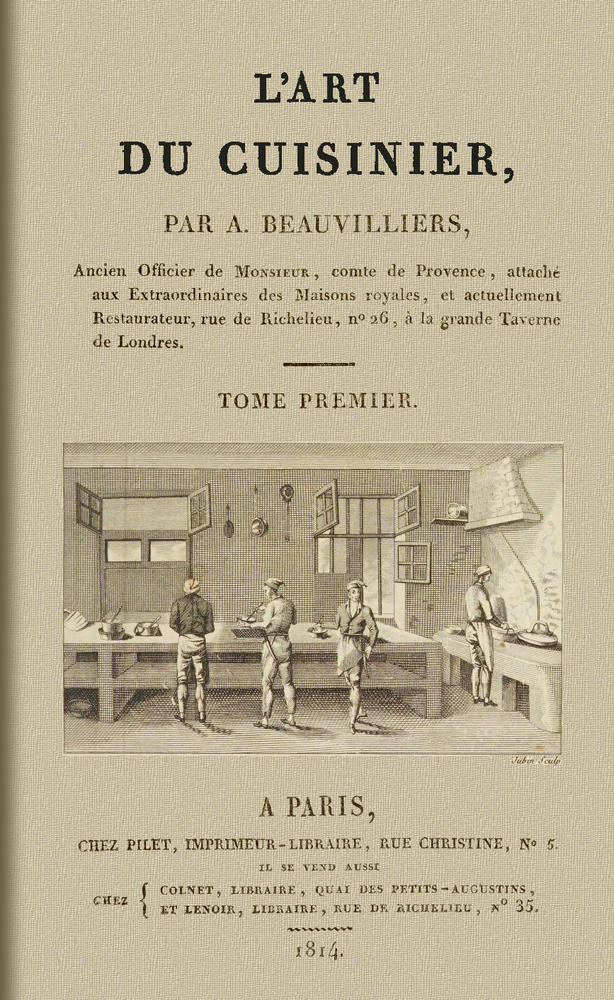 L'ART
DU CUISINIER,
PAR A. BEAUVILLIERS,
Ancien Officier de MONSIEUR, comte de Provence, attaché
aux Extraordinaires des Maisons royales, et actuellement
Restaurateur, rue de Richelieu, nº 26, à la grande Taverne
de Londres.
TOME PREMIER.
Jubin Sculp
A PARIS,
CHEZ PILET, IMPRIMEUR-LIBRAIRE, RUE CHRISTINE, Nº 5.
IL SE VEND AUSSI
CHEZ { COLNET, LIBRAIRE, QUAI DES PETITS-AUGUSTINS,
ET LENOIR, LIBRAIRE, RUE DE RICHELIEU, Nº 35.
1814.